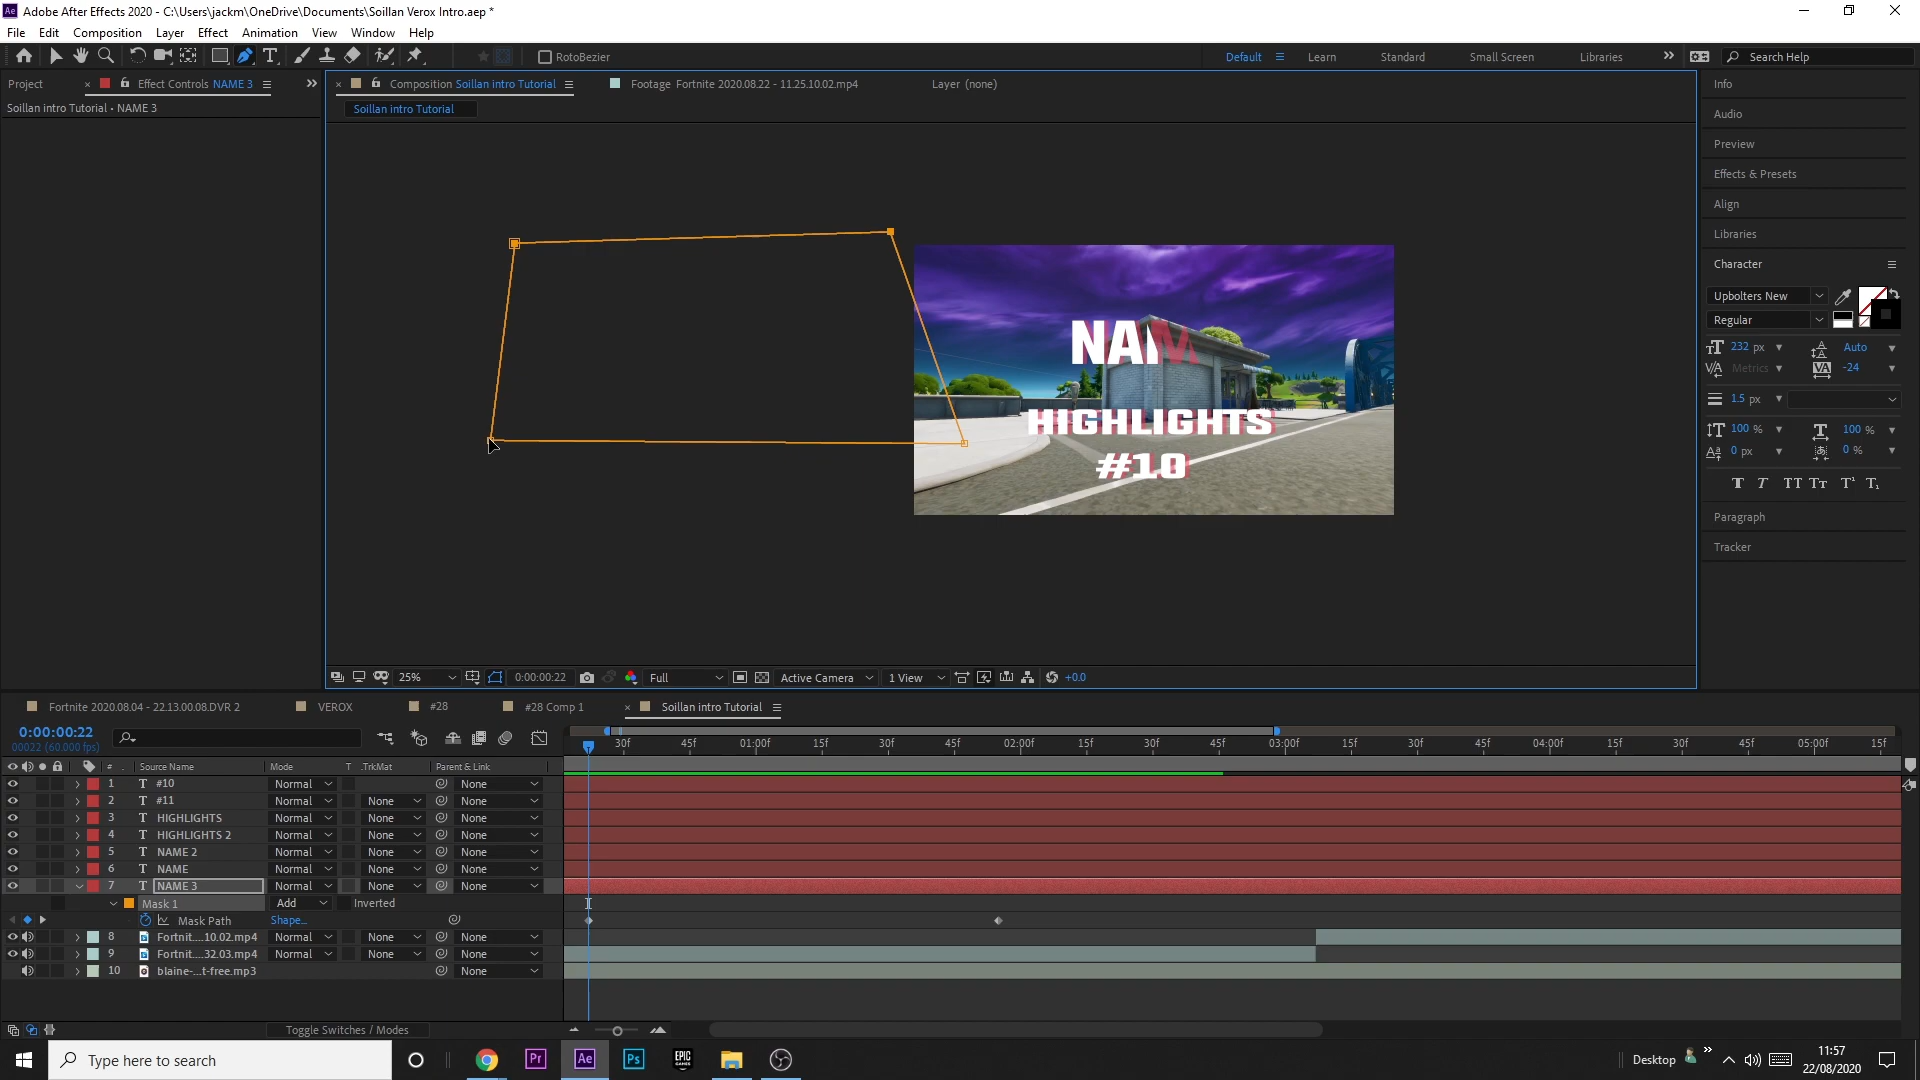 Adobe After Effects 2020 - C:\Users\jackm\OneDrive\Documents\Soillan Verox Intro.aep *
File Edit Composition Layer Effect Animation View Window Help
RotoBezier
Default Learn Standard Small Screen Libraries Search Help
Project Effect Controls NAME 3 Composition Soillan intro Tutorial Footage Fortnite 2020.08.22 - 11.25.10.02.mp4 Layer (none)
Soillan intro Tutorial • NAME 3
Soillan intro Tutorial
Info
Audio
Preview
Effects & Presets
Align
Libraries
Character
Upbolters New
Regular
232 px Auto
Metrics -24
1.5 px
100 % 100 %
0 px 0 %
Paragraph
Tracker
NAM
HIGHLIGHTS
#10
25% 0:00:00:22 Full Active Camera 1 View +0.0
Fortnite 2020.08.04 - 22.13.00.08.DVR 2 VEROX #28 #28 Comp 1 Soillan intro Tutorial
0:00:00:22
00022 (60.000 fps)
30f 45f 01:00f 15f 30f 45f 02:00f 15f 30f 45f 03:00f 15f 30f 45f 04:00f 15f 30f 45f 05:00f 15f
# Source Name Mode T .TrkMat Parent & Link
1 T #10 Normal None
2 T #11 Normal None None
3 T HIGHLIGHTS Normal None None
4 T HIGHLIGHTS 2 Normal None None
5 T NAME 2 Normal None None
6 T NAME Normal None None
7 T NAME 3 Normal None None
Mask 1 Add Inverted
Mask Path Shape...
8 Fortnit....10.02.mp4 Normal None None
9 Fortnit....32.03.mp4 Normal None None
10 blaine-...t-free.mp3 None
Toggle Switches / Modes
Type here to search
Pr Ae Ps EPIC GAMES
Desktop
11:57
22/08/2020